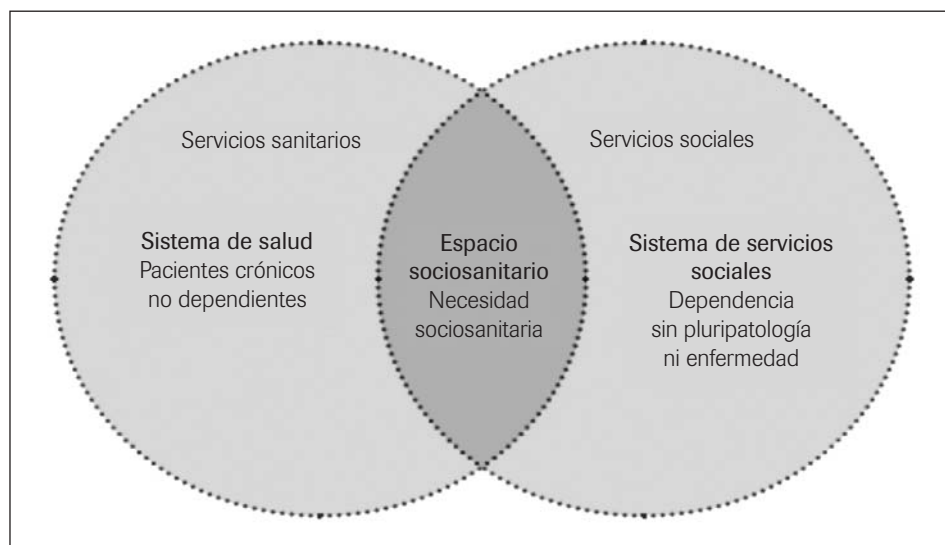 Servicios sanitarios
Servicios sociales
Sistema de salud
Pacientes crónicos
no dependientes
Espacio
sociosanitario
Necesidad
sociosanitaria
Sistema de servicios
sociales
Dependencia
sin pluripatología
ni enfermedad